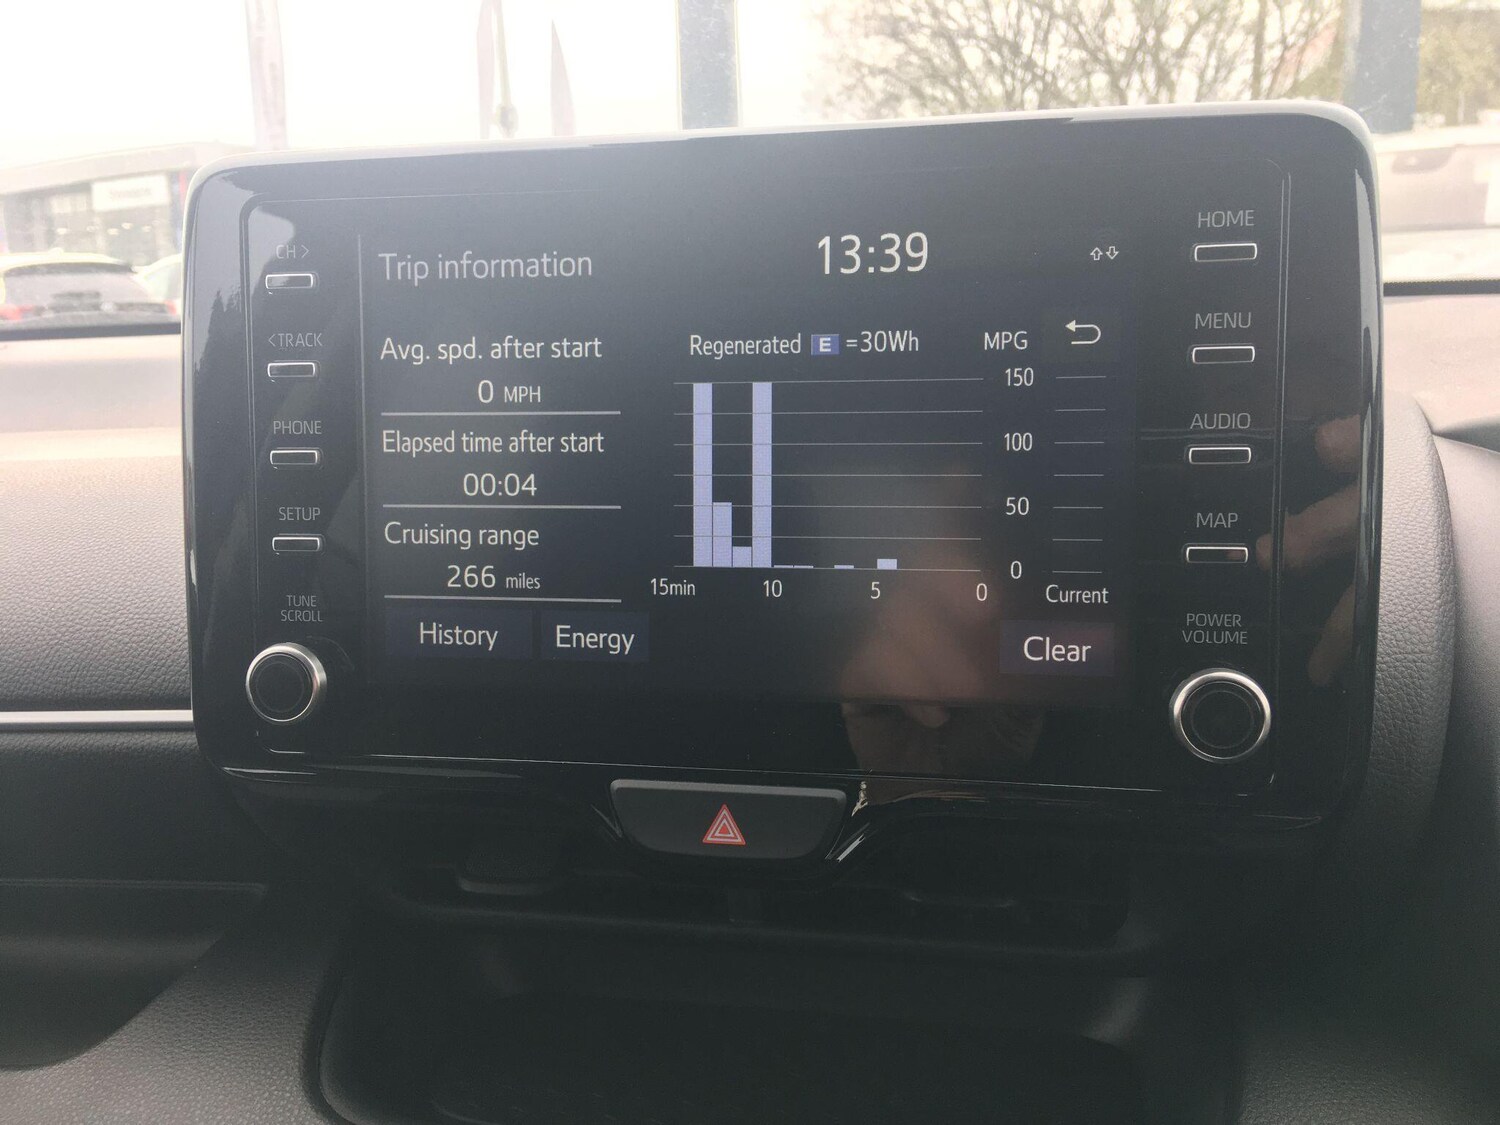 CH >
< TRACK
PHONE
SETUP
TUNE
SCROLL
Trip information
13:39
Avg. spd. after start
0 MPH
Elapsed time after start
00:04
Cruising range
266 miles
History
Energy
Regenerated E =30Wh
MPG
150
100
50
0
15min 10 5 0
Current
Clear
HOME
MENU
AUDIO
MAP
POWER
VOLUME